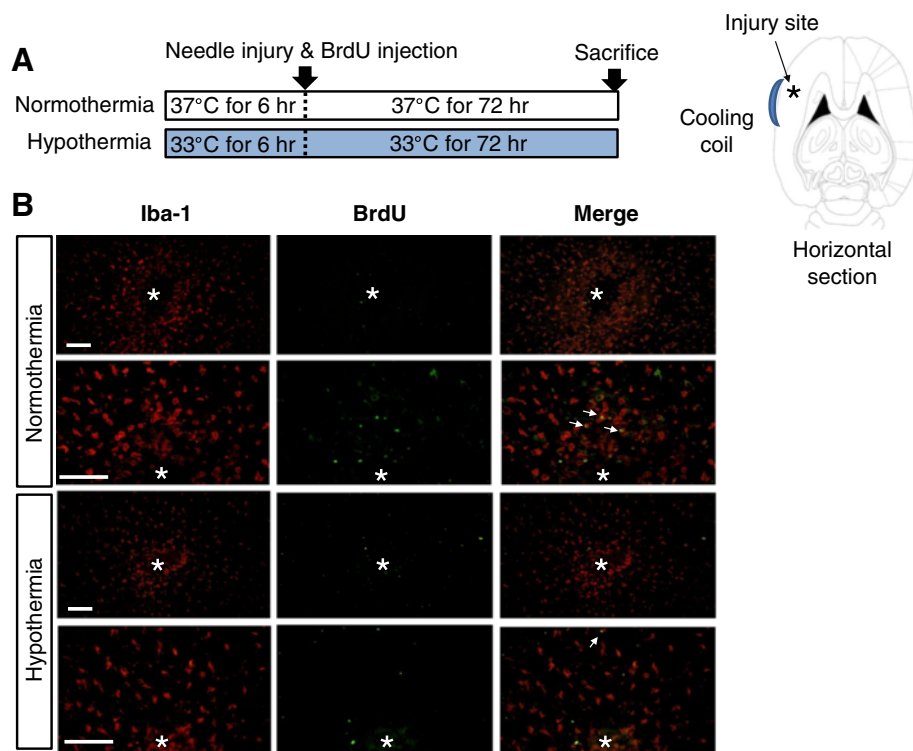 A
Needle injury & BrdU injection
Sacrifice
Normothermia
37°C for 6 hr
37°C for 72 hr
Hypothermia
33°C for 6 hr
33°C for 72 hr
Injury site
*
Cooling
coil
Horizontal
section
B
Iba-1
BrdU
Merge
Normothermia
* * *
* * *
Hypothermia
* * *
* * *